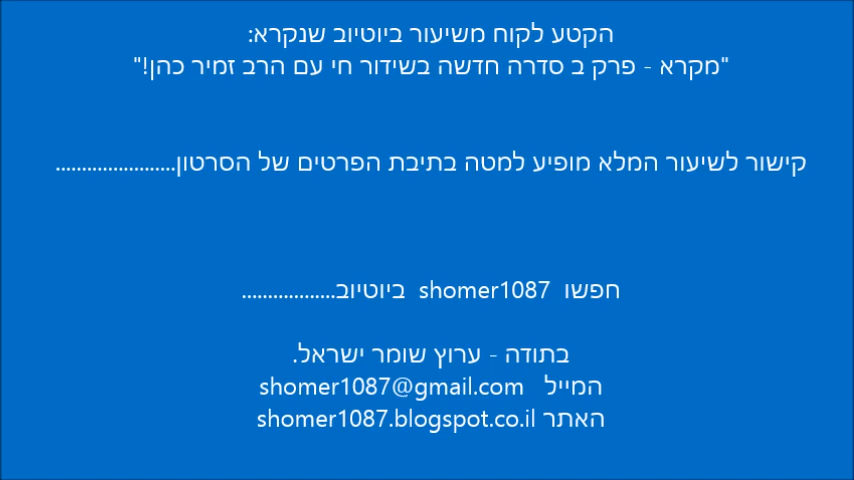 הקטע לקוח משיעור ביוטיוב שנקרא:
"מקרא - פרק ב סדרה חדשה בשידור חי עם הרב זמיר כהן!"
קישור לשיעור המלא מופיע למטה בתיבת הפרטים של הסרטון.......................
חפשו shomer1087 ביוטיוב..................
בתודה - ערוץ שומר ישראל.
המייל shomer1087@gmail.com
האתר shomer1087.blogspot.co.il